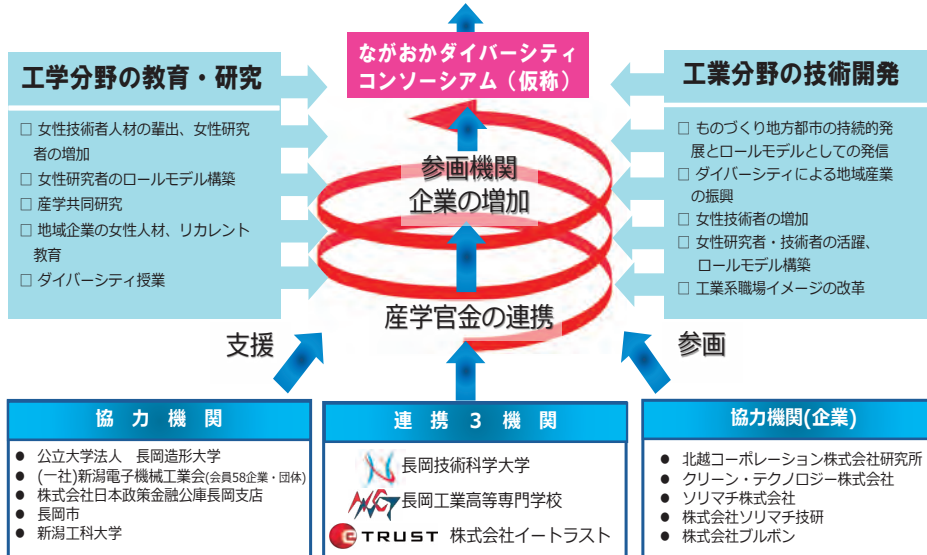 ながおかダイバーシティ
コンソーシアム（仮称）
工学分野の教育・研究
□ 女性技術者人材の輩出、女性研究
者の増加
□ 女性研究者のロールモデル構築
□ 産学共同研究
□ 地域企業の女性人材、リカレント
教育
□ ダイバーシティ授業
工業分野の技術開発
□ ものづくり地方都市の持続的発
展とロールモデルとしての発信
□ ダイバーシティによる地域産業
の振興
□ 女性技術者の増加
□ 女性研究者・技術者の活躍、
ロールモデル構築
□ 工業系職場イメージの改革
参画機関
企業の増加
産学官金の連携
支援
参画
協力機関
● 公立大学法人　長岡造形大学
● (一社)新潟電子機械工業会(会員58企業・団体)
● 株式会社日本政策金融公庫長岡支店
● 長岡市
● 新潟工科大学
連携３機関
長岡技術科学大学
長岡工業高等専門学校
eTRUST 株式会社イートラスト
協力機関(企業)
● 北越コーポレーション株式会社研究所
● クリーン・テクノロジー株式会社
● ソリマチ株式会社
● 株式会社ソリマチ技研
● 株式会社ブルボン